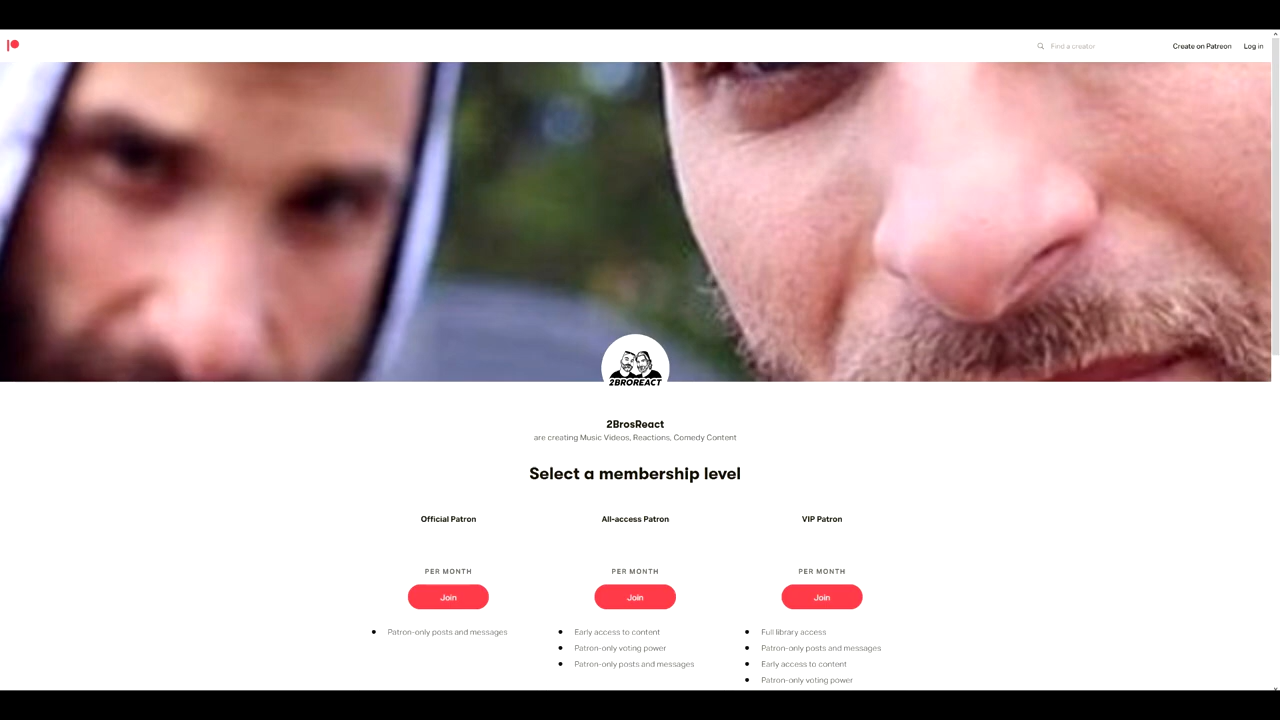 Find a creator
Create on Patreon
Log in
2BROREACT
2BrosReact
are creating Music Videos, Reactions, Comedy Content
Select a membership level
Official Patron
All-access Patron
VIP Patron
PER MONTH
PER MONTH
PER MONTH
Join
Join
Join
Patron-only posts and messages
Early access to content
Patron-only voting power
Patron-only posts and messages
Full library access
Patron-only posts and messages
Early access to content
Patron-only voting power